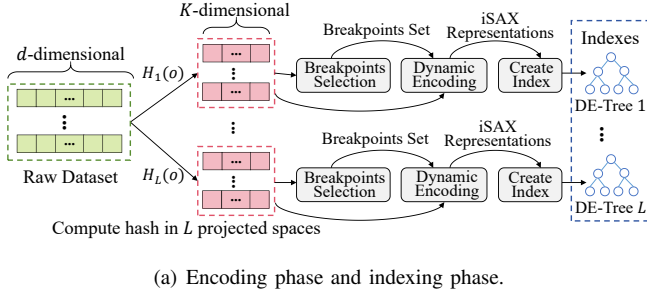 K-dimensional
d-dimensional
H₁(o)
Breakpoints Set
iSAX
Representations
Breakpoints
Selection
Dynamic
Encoding
Create
Index
Indexes
DE-Tree 1
Raw Dataset
H_L(o)
Breakpoints Set
iSAX
Representations
Breakpoints
Selection
Dynamic
Encoding
Create
Index
DE-Tree L
Compute hash in L projected spaces
(a) Encoding phase and indexing phase.